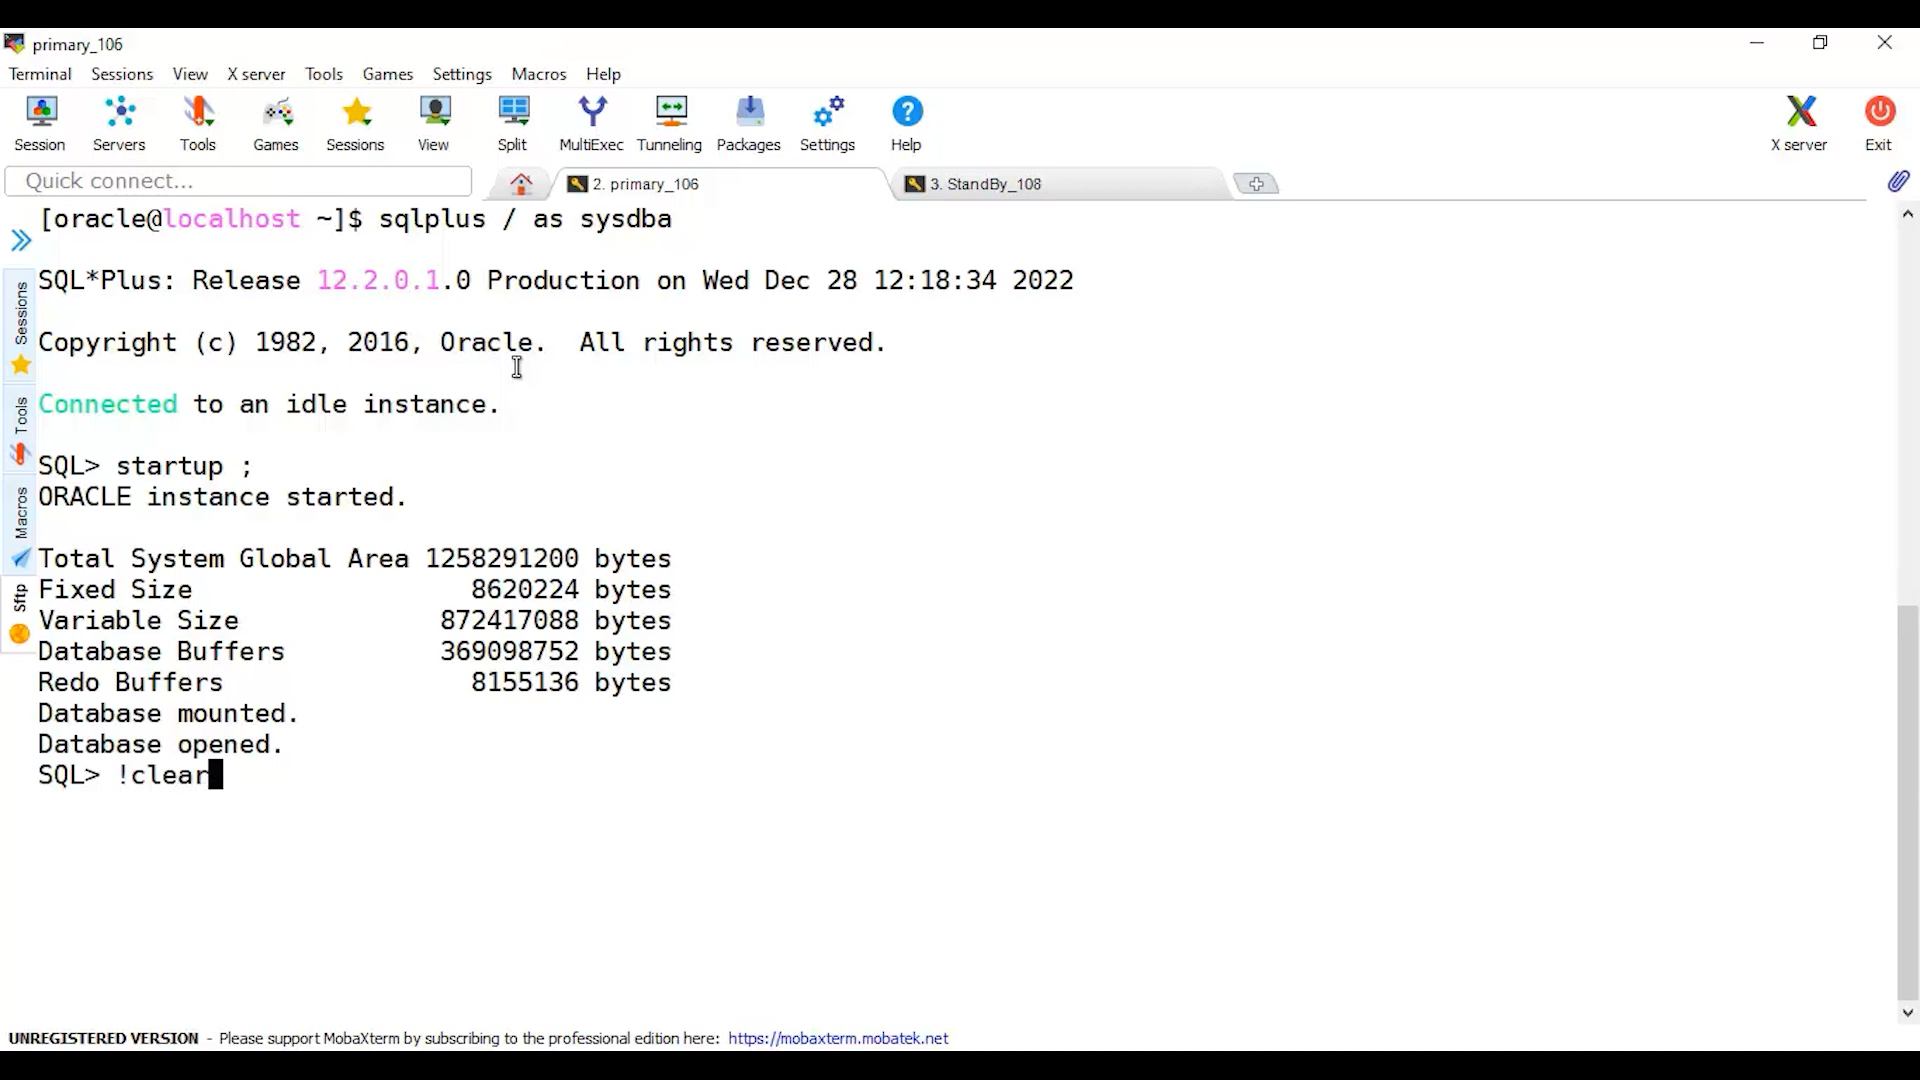 primary_106
Terminal Sessions View X server Tools Games Settings Macros Help
Session Servers Tools Games Sessions View Split MultiExec Tunneling Packages Settings Help X server Exit
Quick connect...
2. primary_106
3. StandBy_108
[oracle@localhost ~]$ sqlplus / as sysdba
SQL*Plus: Release 12.2.0.1.0 Production on Wed Dec 28 12:18:34 2022
Copyright (c) 1982, 2016, Oracle.  All rights reserved.
Connected to an idle instance.
SQL> startup ;
ORACLE instance started.
Total System Global Area 1258291200 bytes
Fixed Size                  8620224 bytes
Variable Size             872417088 bytes
Database Buffers          369098752 bytes
Redo Buffers                8155136 bytes
Database mounted.
Database opened.
SQL> !clear
Sessions
Tools
Macros
Sftp
UNREGISTERED VERSION - Please support MobaXterm by subscribing to the professional edition here: https://mobaxterm.mobatek.net